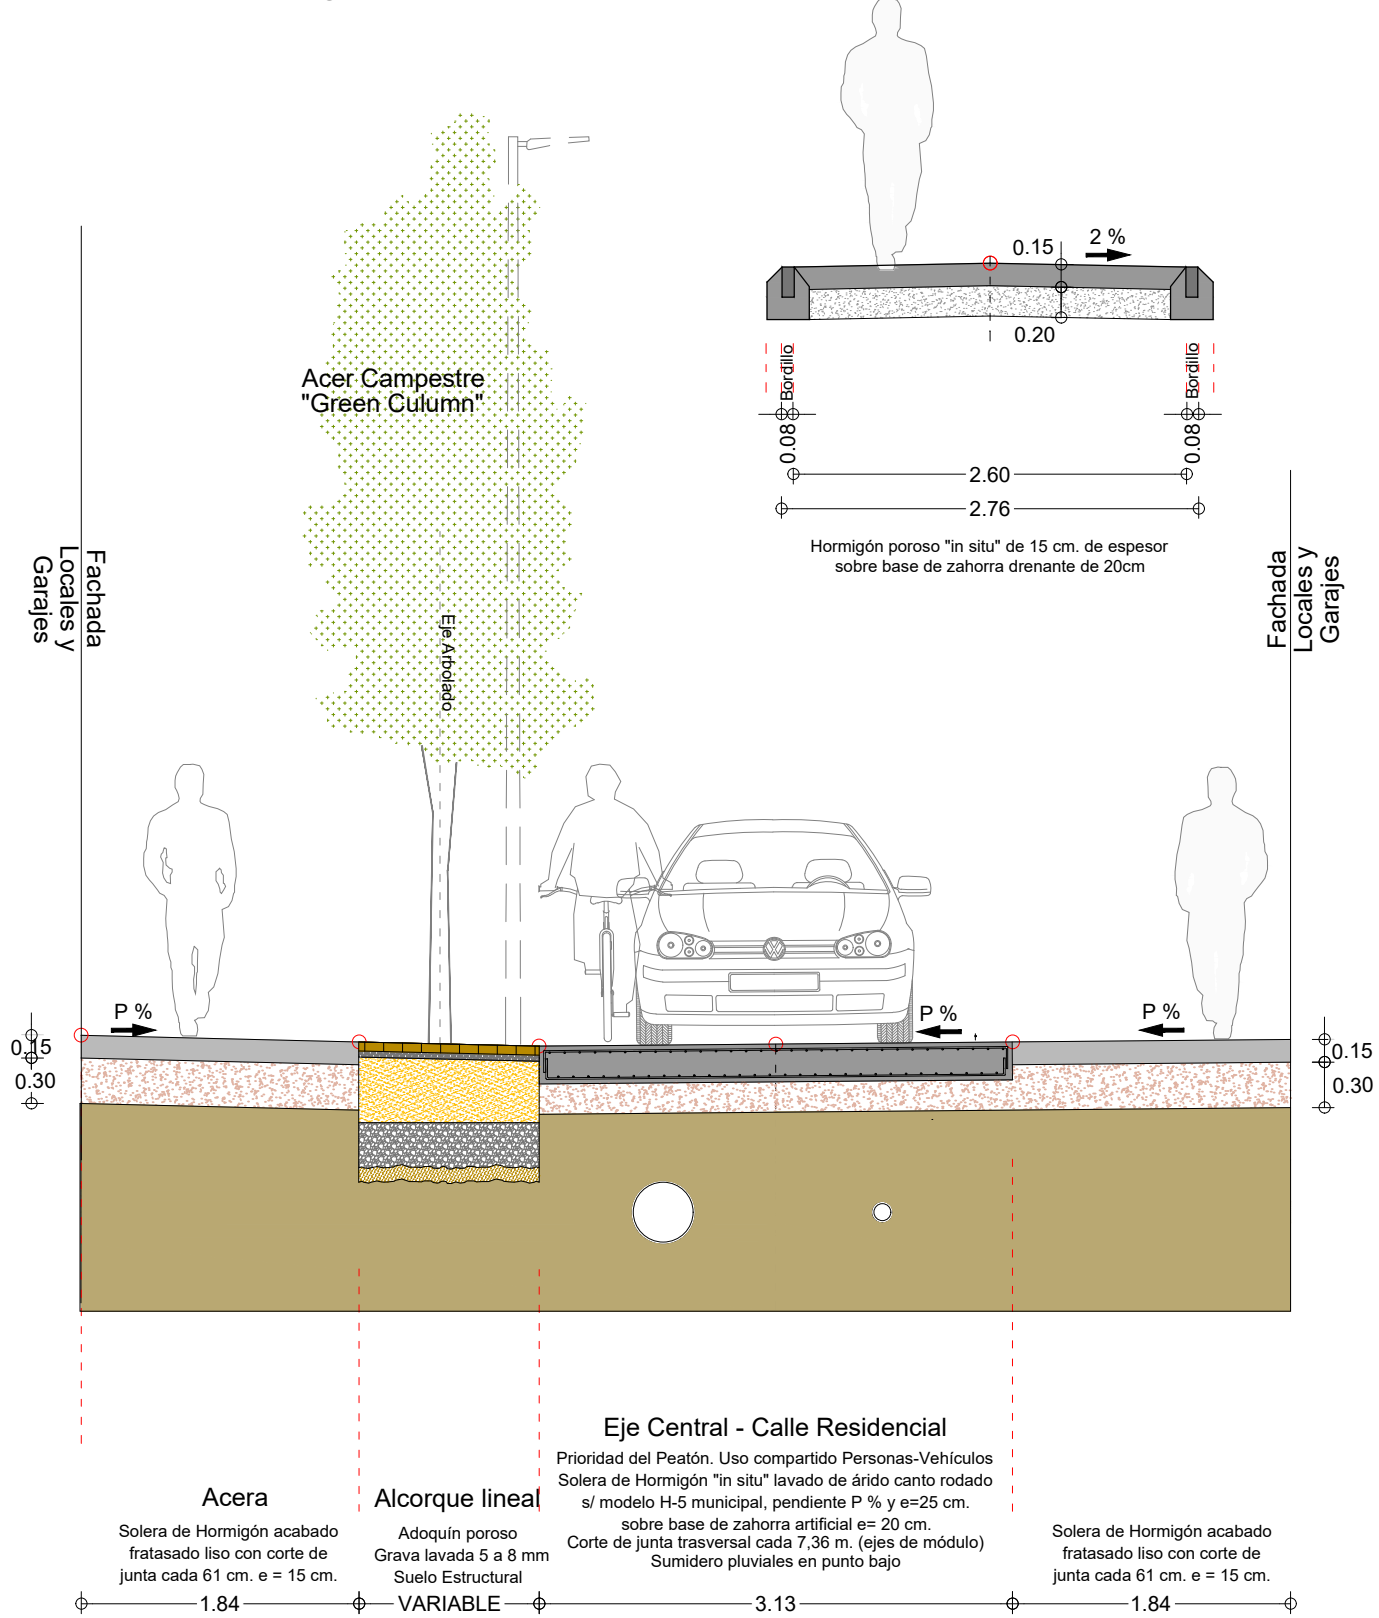 0.15
2 %
0.20
Bordillo
Bordillo
0.08
0.08
2.60
2.76
Hormigón poroso "in situ" de 15 cm. de espesor
sobre base de zahorra drenante de 20cm
Acer Campestre
"Green Culumn"
Eje Arbolado
Fachada
Locales y
Garajes
Fachada
Locales y
Garajes
P %
P %
P %
0.15
0.30
0.15
0.30
Eje Central - Calle Residencial
Prioridad del Peatón. Uso compartido Personas-Vehículos
Solera de Hormigón "in situ" lavado de árido canto rodado
s/ modelo H-5 municipal, pendiente P % y e=25 cm.
sobre base de zahorra artificial e= 20 cm.
Corte de junta trasversal cada 7,36 m. (ejes de módulo)
Sumidero pluviales en punto bajo
Acera
Solera de Hormigón acabado
fratasado liso con corte de
junta cada 61 cm. e = 15 cm.
Alcorque lineal
Adoquín poroso
Grava lavada 5 a 8 mm
Suelo Estructural
Solera de Hormigón acabado
fratasado liso con corte de
junta cada 61 cm. e = 15 cm.
1.84
VARIABLE
3.13
1.84